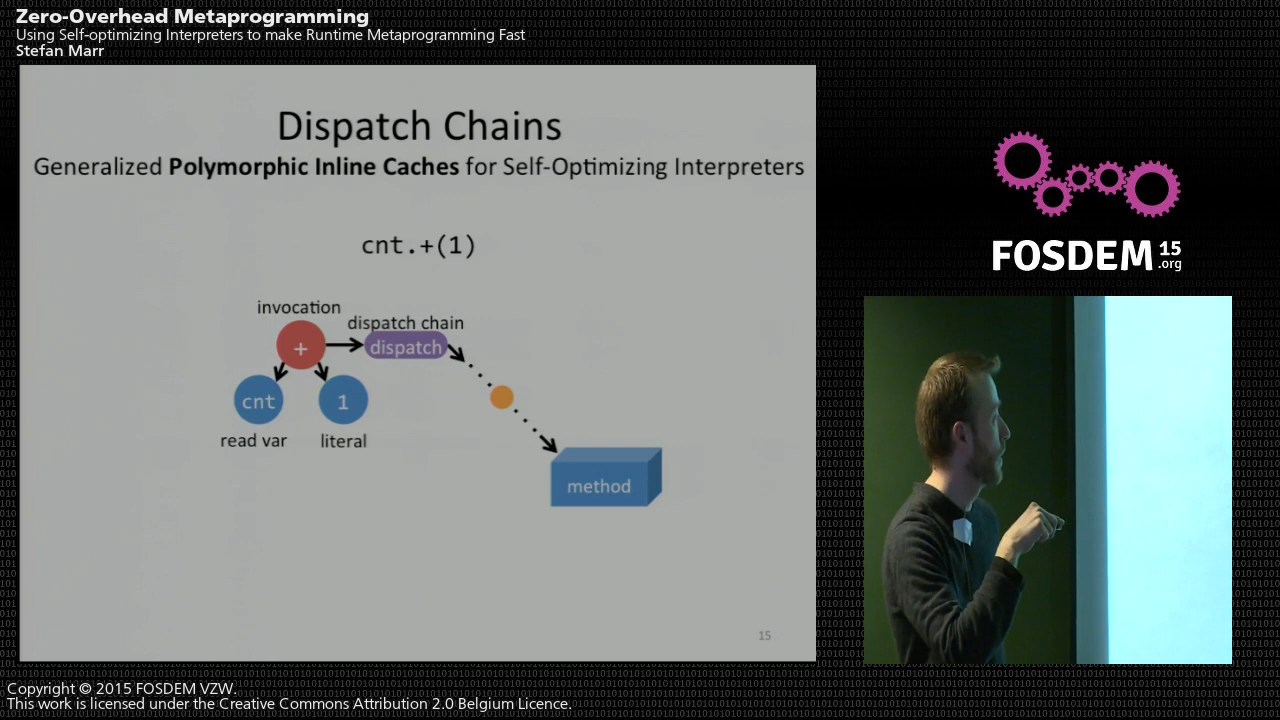 Zero-Overhead Metaprogramming
Using Self-optimizing Interpreters to make Runtime Metaprogramming Fast
Stefan Marr
Dispatch Chains
Generalized Polymorphic Inline Caches for Self-Optimizing Interpreters
cnt.+(1)
invocation
dispatch chain
+
dispatch
cnt
1
read var
literal
method
15
FOSDEM 15
.org
Copyright © 2015 FOSDEM VZW.
This work is licensed under the Creative Commons Attribution 2.0 Belgium Licence.